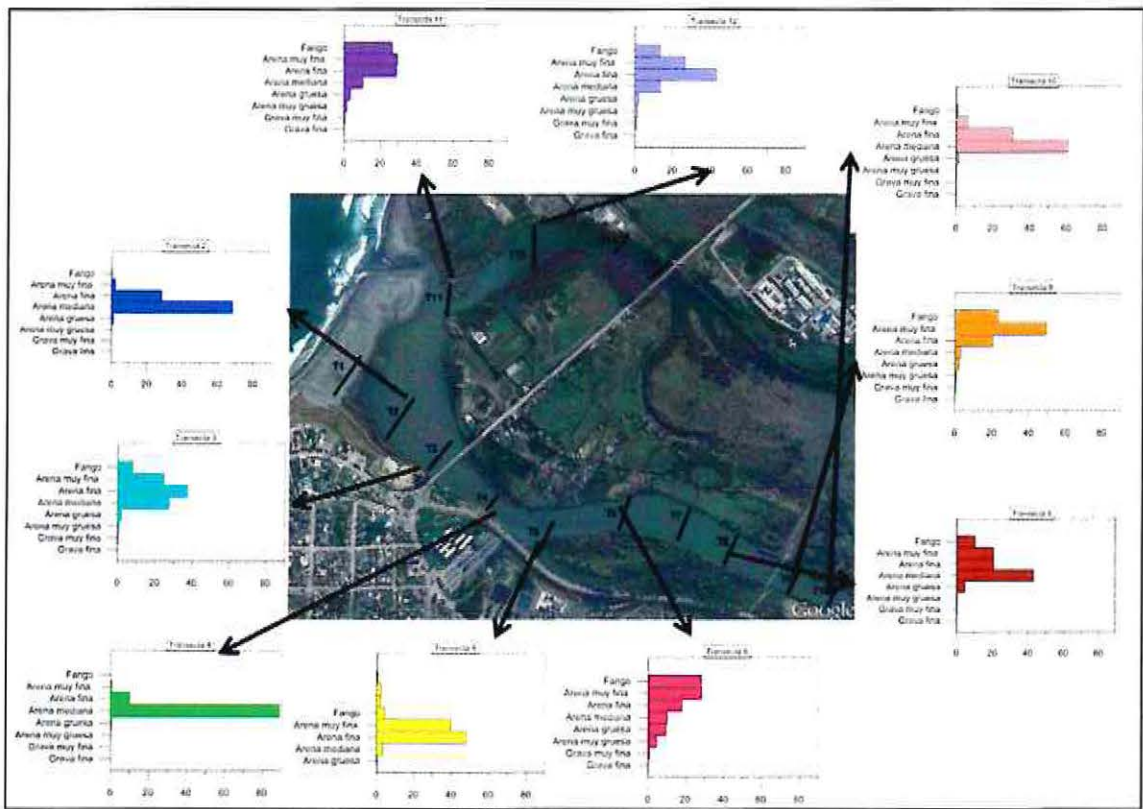 Transecta 11
Fango
Arena muy fina
Arena fina
Arena mediana
Arena gruesa
Arena muy gruesa
Grava muy fina
Grava fina
0 20 40 60 80
Transecta 12
Fango
Arena muy fina
Arena fina
Arena mediana
Arena gruesa
Arena muy gruesa
Grava muy fina
Grava fina
0 20 40 60 80
Transecta 10
Fango
Arena muy fina
Arena fina
Arena mediana
Arena gruesa
Arena muy gruesa
Grava muy fina
Grava fina
0 20 40 60 80
Transecta 2
Fango
Arena muy fina
Arena fina
Arena mediana
Arena gruesa
Arena muy gruesa
Grava muy fina
Grava fina
0 20 40 60 80
Transecta 9
Fango
Arena muy fina
Arena fina
Arena mediana
Arena gruesa
Arena muy gruesa
Grava muy fina
Grava fina
0 20 40 60 80
T11
T1
Transecta 3
Fango
Arena muy fina
Arena fina
Arena mediana
Arena gruesa
Arena muy gruesa
Grava muy fina
Grava fina
0 20 40 60 80
Fango
Arena muy fina
Arena fina
Arena mediana
Arena gruesa
Arena muy gruesa
Grava muy fina
Grava fina
0 20 40 60 80
Google
Fango
Arena muy fina
Arena fina
Arena mediana
Arena gruesa
Arena muy gruesa
Grava muy fina
Grava fina
0 20 40 60 80
Fango
Arena muy fina
Arena fina
Arena mediana
Arena gruesa
0 20 40 60 80
Fango
Arena muy fina
Arena fina
Arena mediana
Arena gruesa
Arena muy gruesa
Grava muy fina
Grava fina
0 20 40 60 80